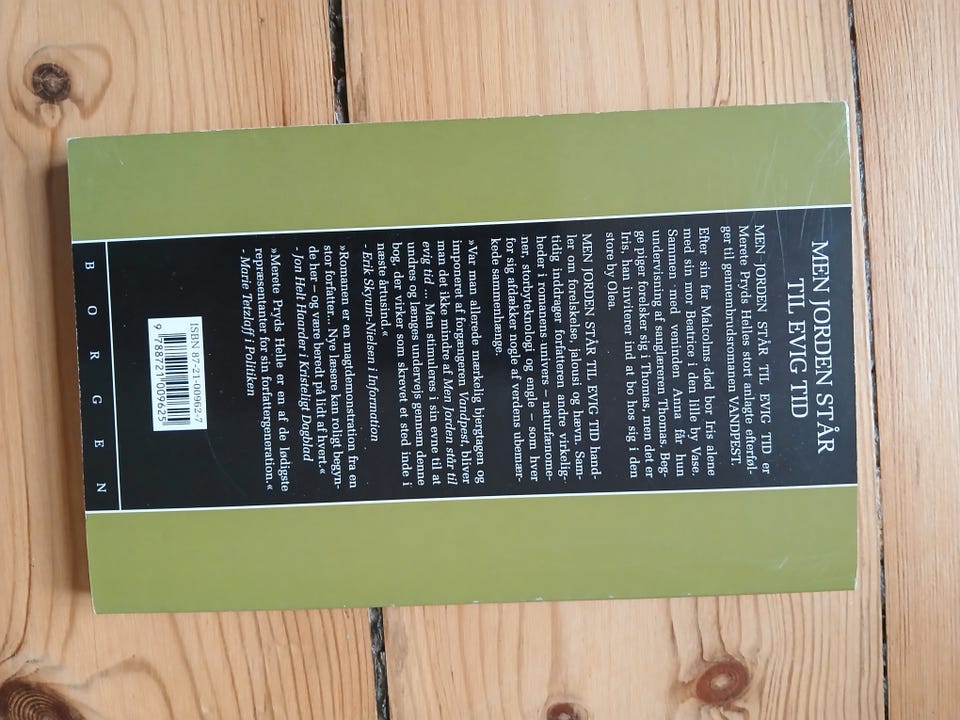 MEN JORDEN STÅR
TIL EVIG TID
MEN JORDEN STÅR TIL EVIG TID er
Merete Pryds Helles stort anlagte efterføl-
ger til gennembrudsromanen VANDPEST.
Efter sin far Malcolms død bor Iris alene
med sin mor Beatrice i den lille by Vase.
Sammen med veninden Anna får hun
undervisning af sanglæreren Thomas. Beg-
ge piger forelsker sig i Thomas, men det er
Iris, han inviterer ind at bo hos sig i den
store by Olea.
MEN JORDEN STÅR TIL EVIG TID hand-
ler om forelskelse, jalousi og hævn. Sam-
tidig inddrager forfatteren andre virkelig-
heder i romanens univers – naturfænome-
ner, storbyteknologi og engle – som hver
for sig afdækker nogle af verdens ubemær-
kede sammenhænge.
»Var man allerede mærkelig bjergtagen og
imponeret af forgængeren Vandpest, bliver
man det ikke mindre af Men Jorden står til
evig tid ... Man stimuleres i sin evne til at
undres og længes undervejs gennem denne
bog, der virker som skrevet et sted inde i
næste årtusind.«
- Erik Skyum-Nielsen i Information
»Romanen er en magtdemonstration fra en
stor forfatter... Nye læsere kan roligt begyn-
de her – og være beredt på lidt af hvert.«
- Jon Helt Haarder i Kristeligt Dagblad
»Merete Pryds Helle er en af de lødigste
repræsentanter for sin forfattergeneration.«
- Marie Tetzlaff i Politiken
ISBN 87-21-00962-7
9 788721 009625
BORGEN